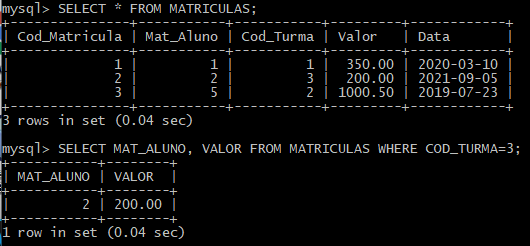 mysql> SELECT * FROM MATRICULAS;
+---------------+-----------+-----------+---------+------------+
| Cod_Matricula | Mat_Aluno | Cod_Turma | Valor   | Data       |
+---------------+-----------+-----------+---------+------------+
|             1 |         1 |         1 |  350.00 | 2020-03-10 |
|             2 |         2 |         3 |  200.00 | 2021-09-05 |
|             3 |         5 |         2 | 1000.50 | 2019-07-23 |
+---------------+-----------+-----------+---------+------------+
3 rows in set (0.04 sec)
mysql> SELECT MAT_ALUNO, VALOR FROM MATRICULAS WHERE COD_TURMA=3;
+-----------+--------+
| MAT_ALUNO | VALOR  |
+-----------+--------+
|         2 | 200.00 |
+-----------+--------+
1 row in set (0.04 sec)